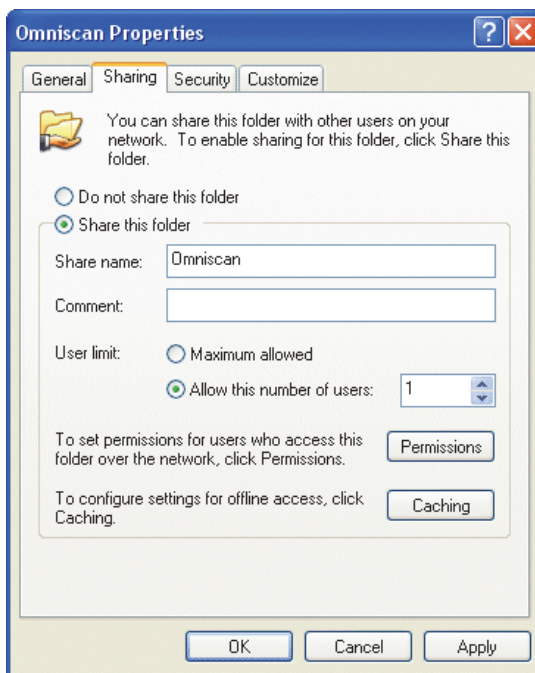 Omniscan Properties
?
General Sharing Security Customize
You can share this folder with other users on your
network. To enable sharing for this folder, click Share this
folder.
Do not share this folder
Share this folder
Share name: Omniscan
Comment:
User limit: Maximum allowed
Allow this number of users: 1
To set permissions for users who access this
folder over the network, click Permissions.
Permissions
To configure settings for offline access, click
Caching.
Caching
OK Cancel Apply